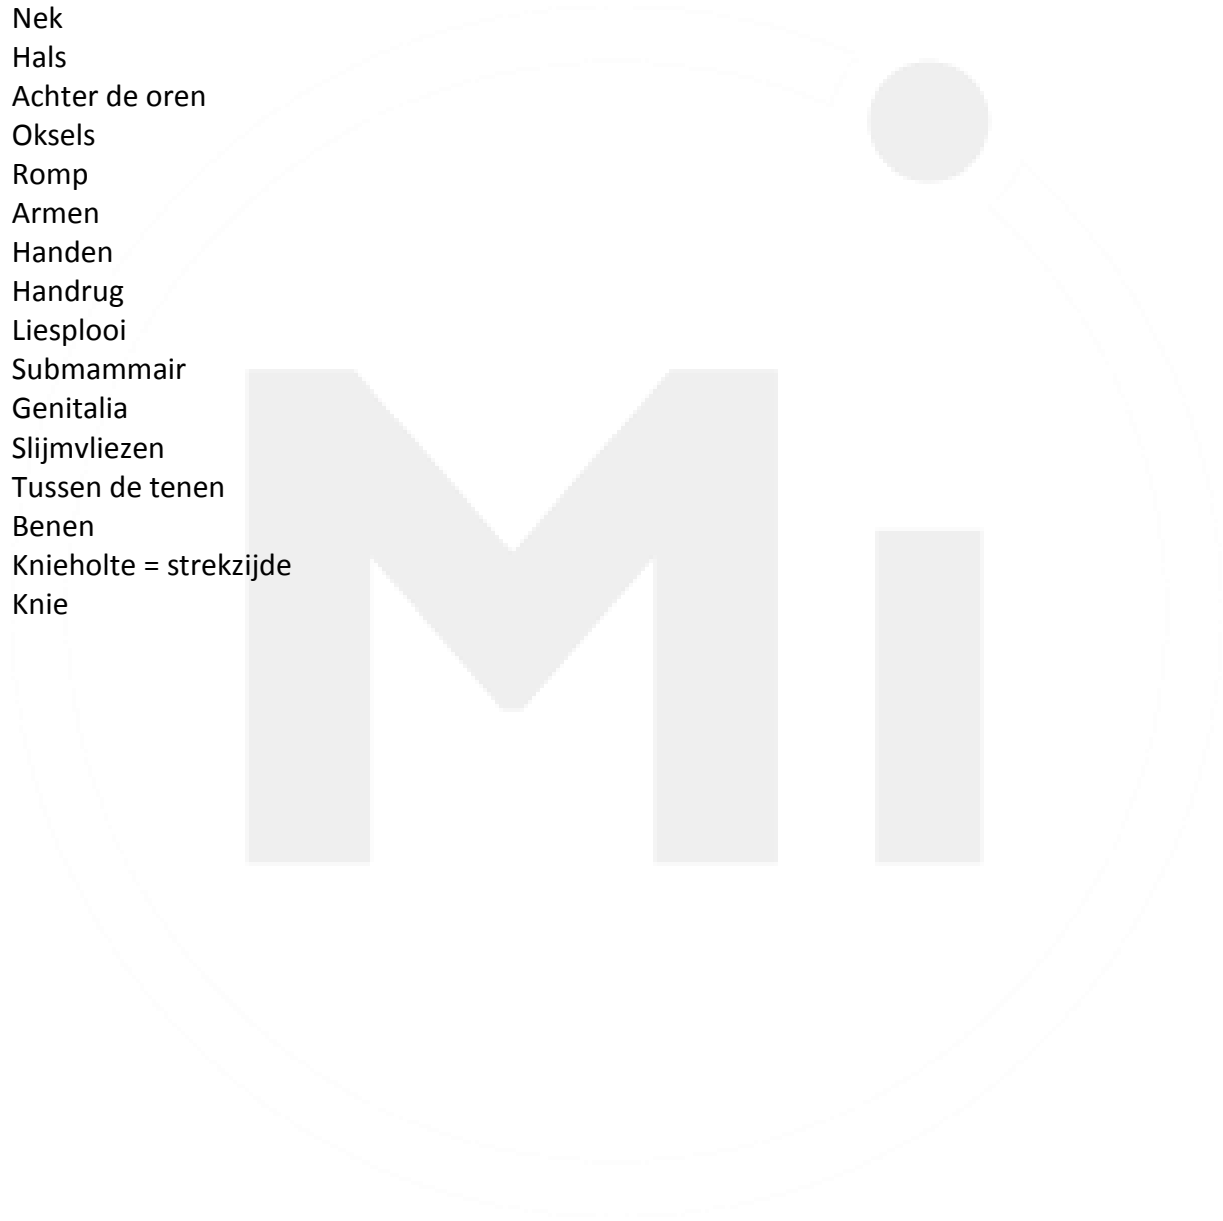 Nek
Hals
Achter de oren
Oksels
Romp
Armen
Handen
Handrug
Liesplooi
Submammair
Genitalia
Slijmvliezen
Tussen de tenen
Benen
Knieholte = strekzijde
Knie
Mi